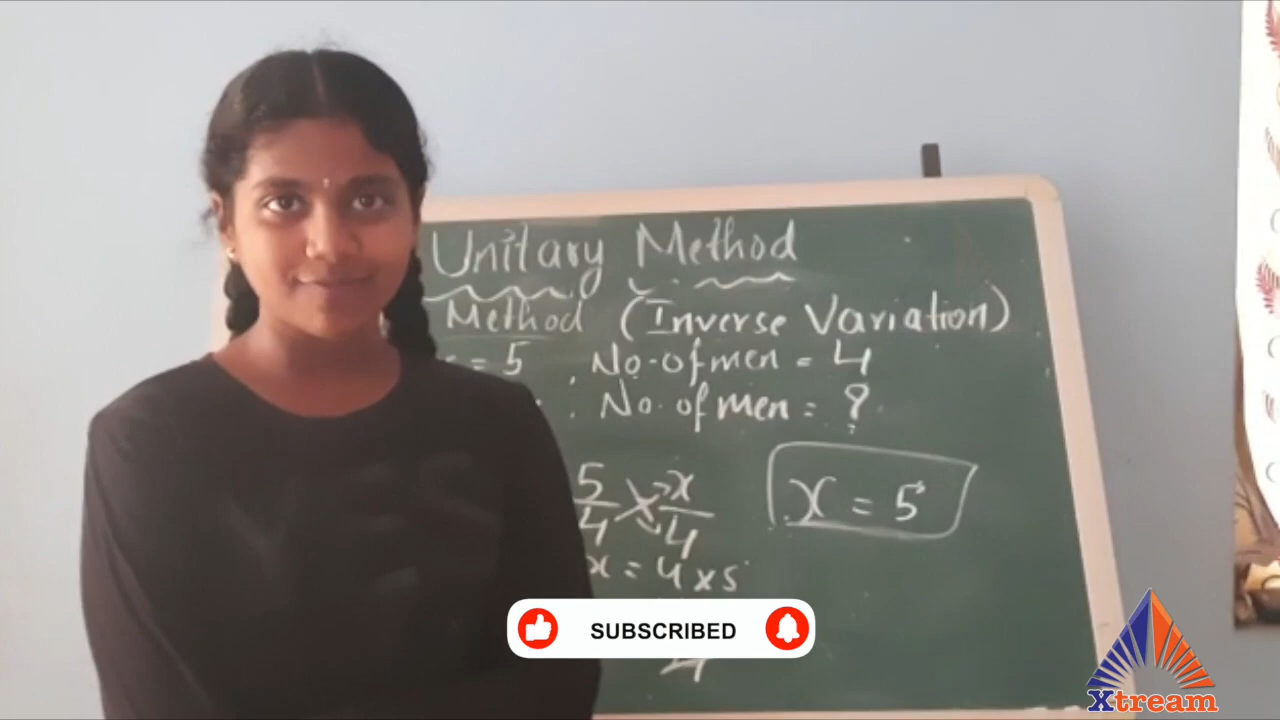 Unitary Method
Method (Inverse Variation)
= 5 , No. of men = 4
. No. of men = ?
5/4 x/4
x = 5
x = 4 x 5
4
SUBSCRIBED
Xtream